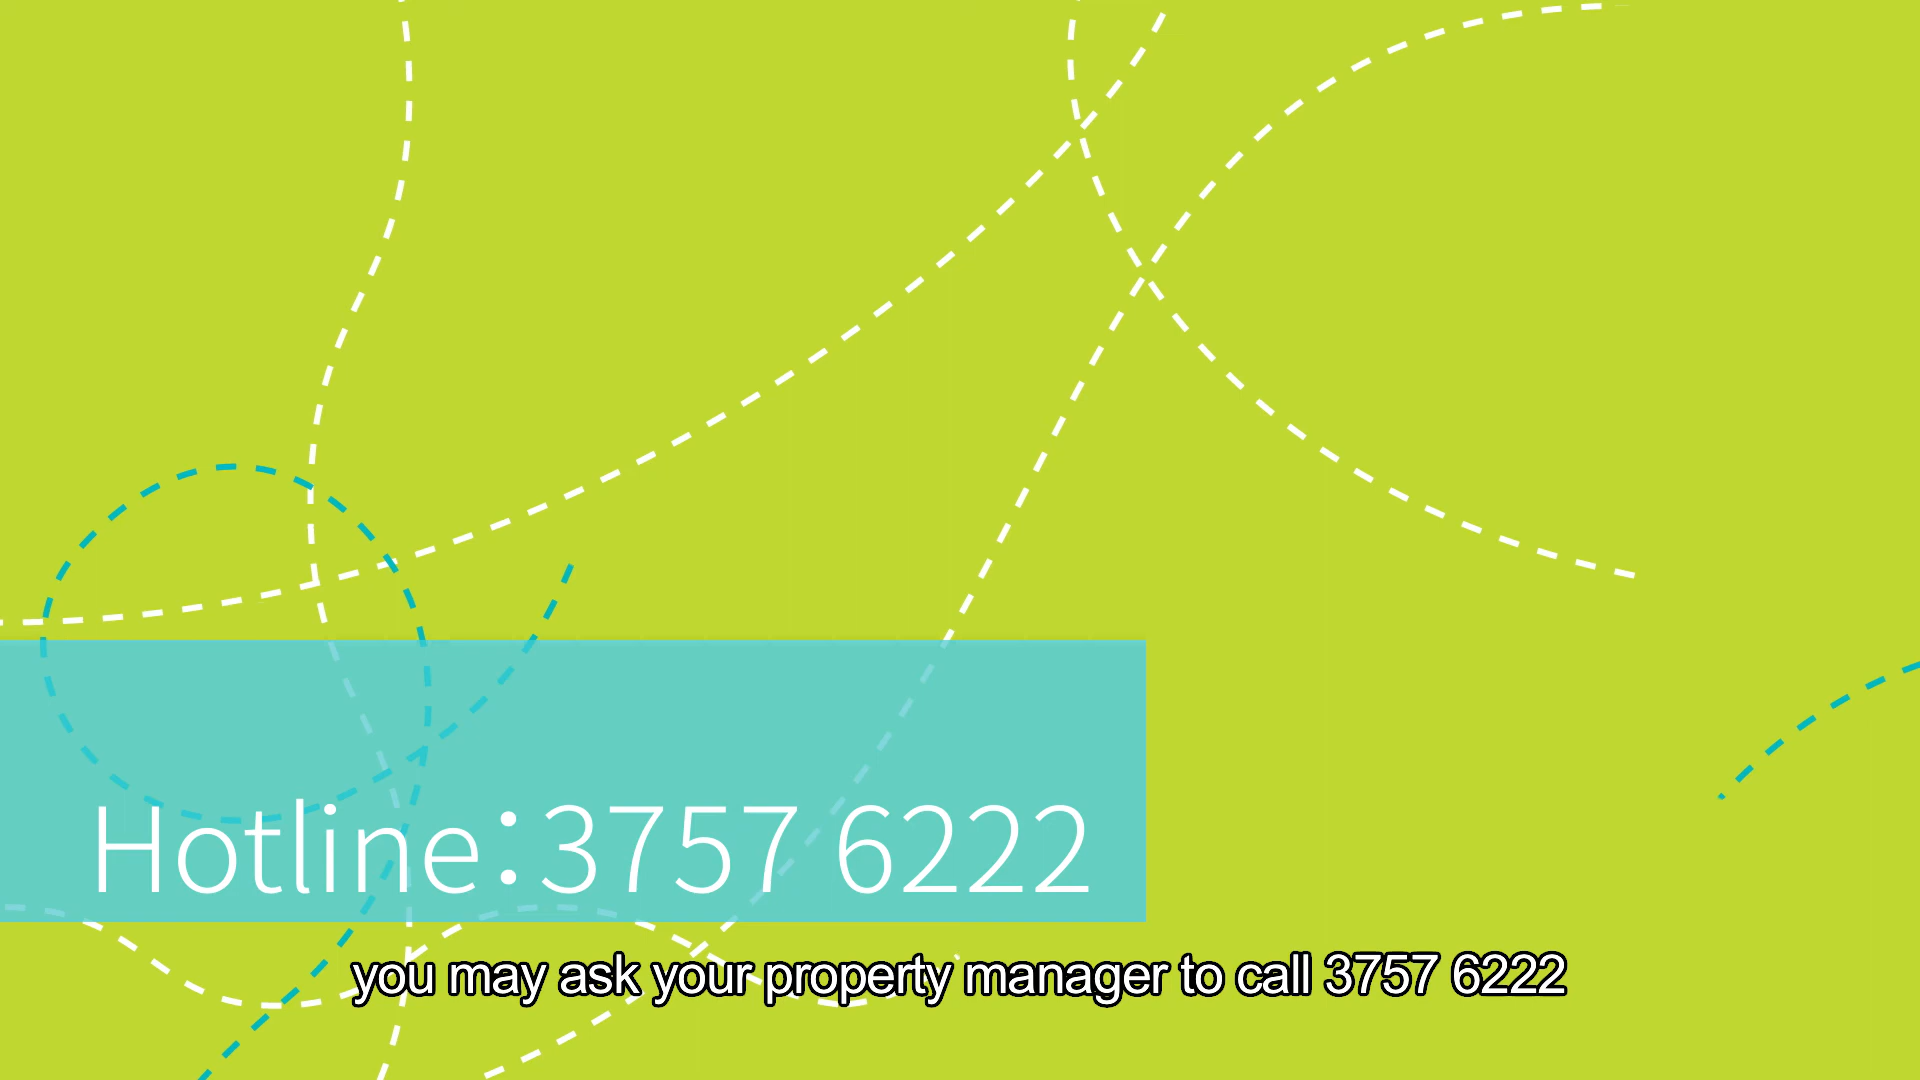 Hotline：3757 6222
you may ask your property manager to call 3757 6222